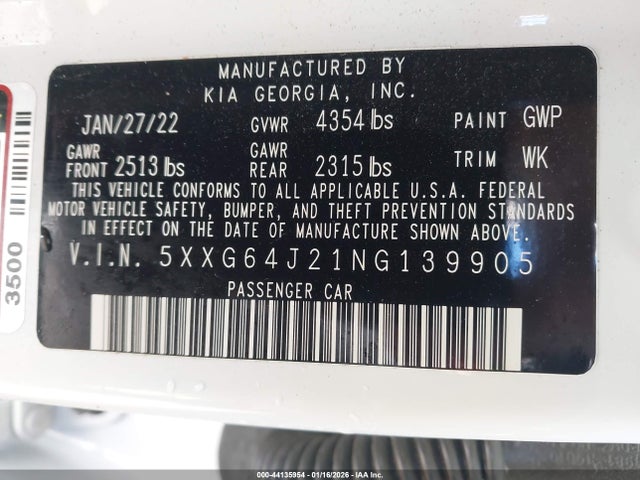 MANUFACTURED BY
KIA GEORGIA, INC.
JAN/27/22 GVWR 4354 lbs PAINT GWP
GAWR FRONT 2513 lbs GAWR REAR 2315 lbs TRIM WK
THIS VEHICLE CONFORMS TO ALL APPLICABLE U.S.A. FEDERAL
MOTOR VEHICLE SAFETY, BUMPER, AND THEFT PREVENTION STANDARDS
IN EFFECT ON THE DATE OF MANUFACTURE SHOWN ABOVE.
V.I.N. 5XXG64J21NG139905
PASSENGER CAR
3500
000-44135954 - 01/16/2026 - IAA Inc.